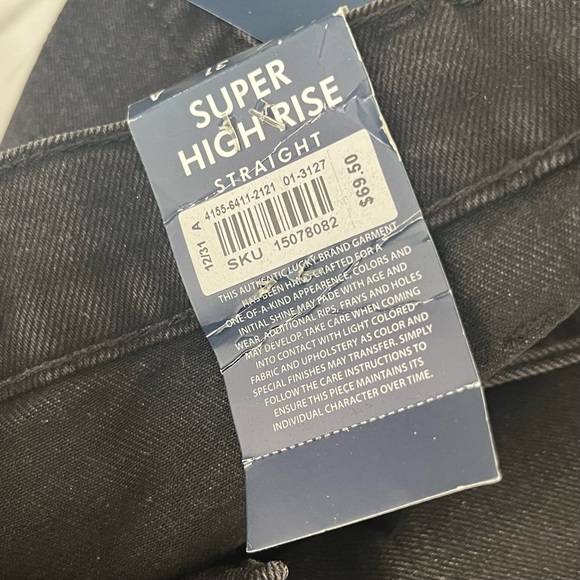 SUPER
HIGH RISE
STRAIGHT
12/31 A
4155-6411-2121 01-3127
SKU 15078082
$69.50
THIS AUTHENTIC LUCKY BRAND GARMENT
HAS BEEN HAND CRAFTED FOR A
ONE-OF-A-KIND APPEARENCE. COLORS AND
INITIAL SHINE MAY FADE WITH AGE AND
WEAR. ADDITIONAL RIPS, FRAYS AND HOLES
MAY DEVELOP. TAKE CARE WHEN COMING
INTO CONTACT WITH LIGHT COLORED
FABRIC AND UPHOLSTERY AS COLOR AND
SPECIAL FINISHES MAY TRANSFER. SIMPLY
FOLLOW THE CARE INSTRUCTIONS TO
ENSURE THIS PIECE MAINTAINS ITS
INDIVIDUAL CHARACTER OVER TIME.